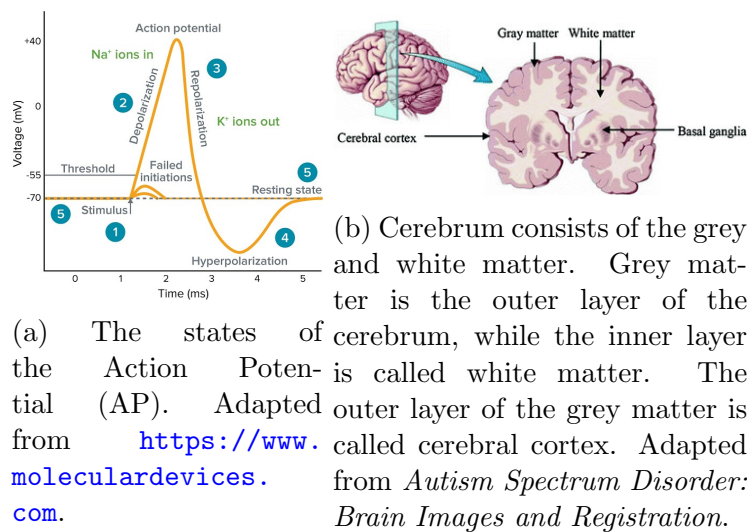 Action potential
+40
Na⁺ ions in
3
2
Depolarization
Repolarization
0
K⁺ ions out
Voltage (mV)
Threshold
-55
Failed
initiations
5
Resting state
-70
5
Stimulus
1
4
Hyperpolarization
0
1
2
3
4
5
Time (ms)
(a) The states of
the Action Poten-
tial (AP). Adapted
from https://www.
moleculardevices.
com.
Gray matter
White matter
Cerebral cortex
Basal ganglia
(b) Cerebrum consists of the grey
and white matter. Grey mat-
ter is the outer layer of the
cerebrum, while the inner layer
is called white matter. The
outer layer of the grey matter is
called cerebral cortex. Adapted
from Autism Spectrum Disorder:
Brain Images and Registration.